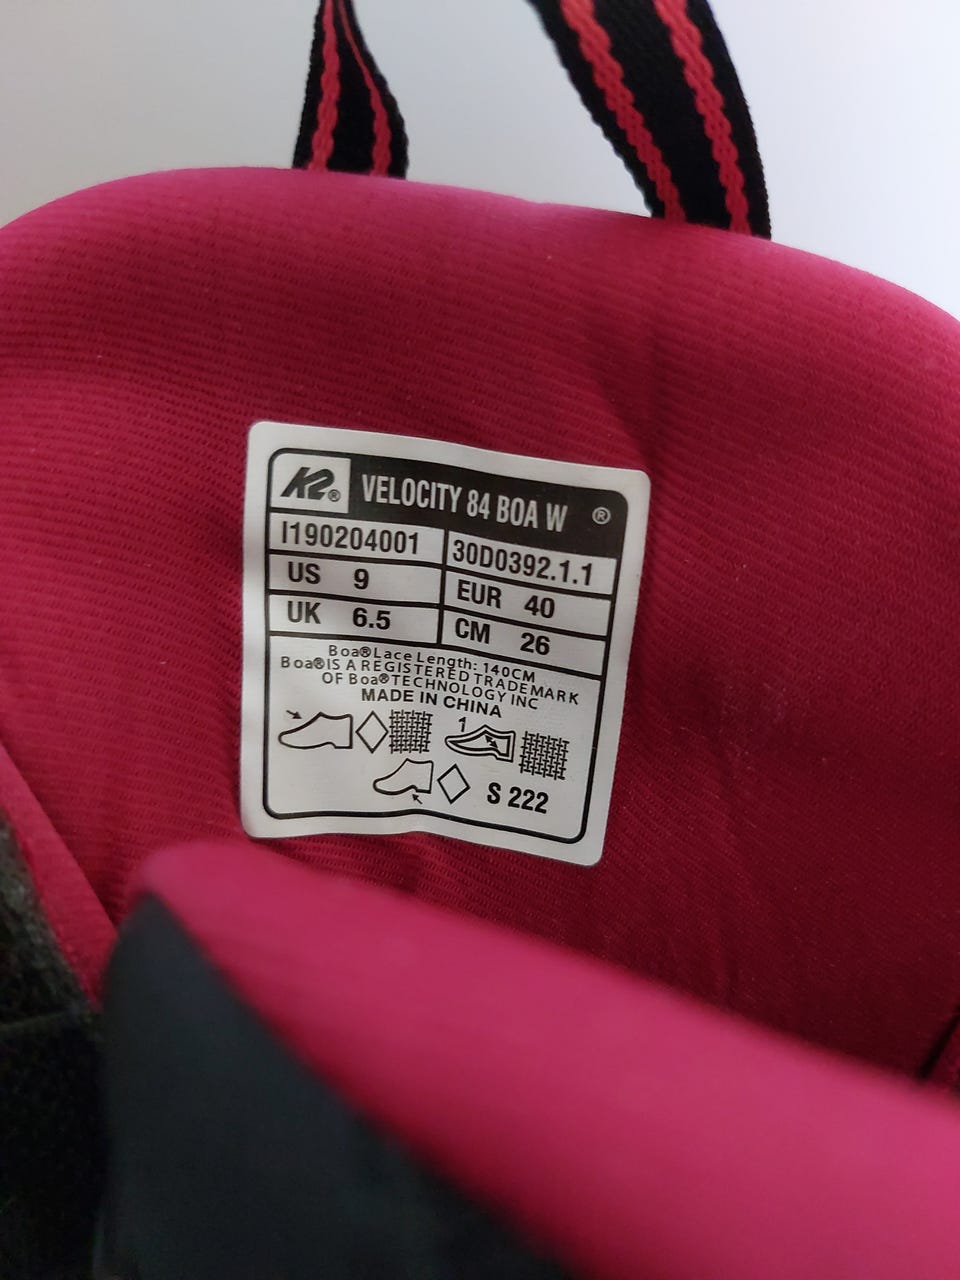 K2® VELOCITY 84 BOA W ®
I190204001 30D0392.1.1
US 9 EUR 40
UK 6.5 CM 26
Boa®Lace Length: 140CM
Boa®IS A REGISTERED TRADEMARK
OF Boa®TECHNOLOGY INC
MADE IN CHINA
1
S 222